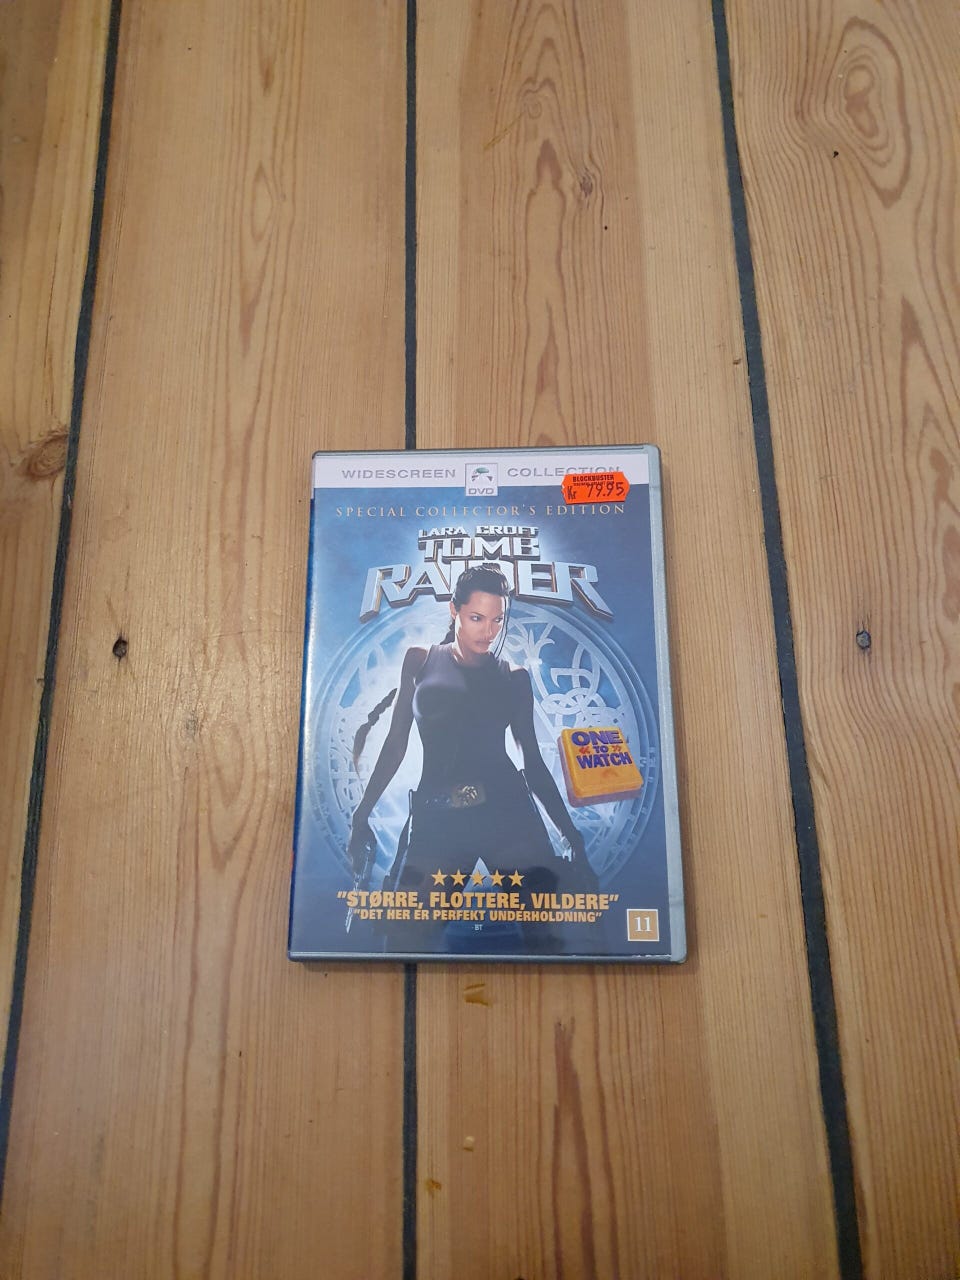 WIDESCREEN DVD COLLECTION
BLOCKBUSTER
Kr 79.95
SPECIAL COLLECTOR'S EDITION
LARA CROFT
TOMB
RAIDER
ONE
« TO »
WATCH
"STØRRE, FLOTTERE, VILDERE"
"DET HER ER PERFEKT UNDERHOLDNING"
- BT
11